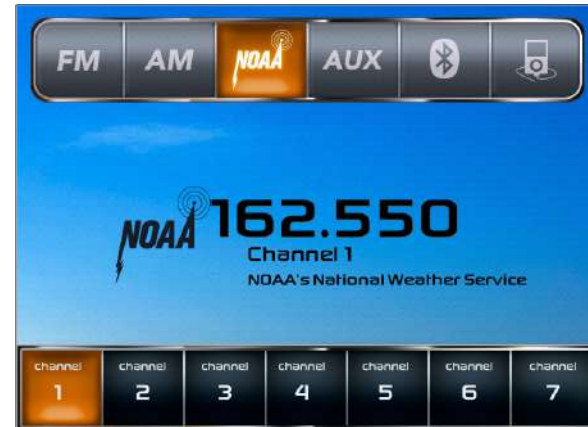 FM AM NOAA AUX
NOAA 162.550
Channel 1
NOAA's National Weather Service
channel channel channel channel channel channel channel
1 2 3 4 5 6 7